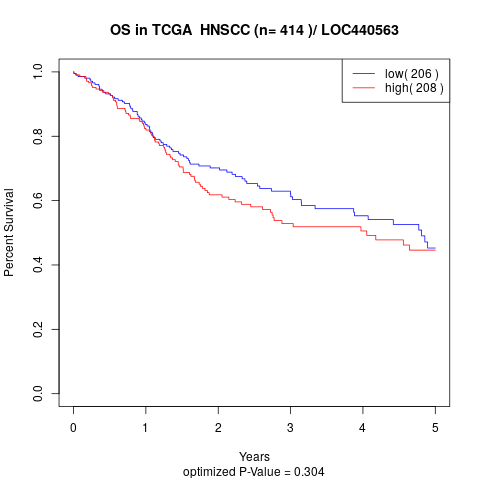 OS in TCGA  HNSCC (n= 414 )/ LOC440563
low( 206 )
high( 208 )
Percent Survival
1.0
0.8
0.6
0.4
0.2
0.0
0 1 2 3 4 5
Years
optimized P-Value = 0.304